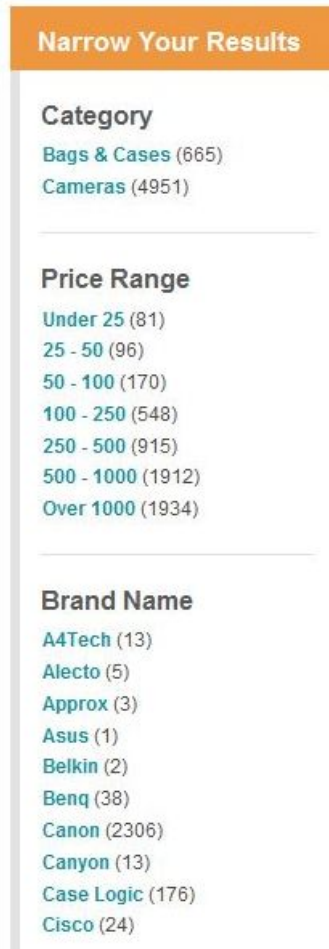 Narrow Your Results
Category
Bags & Cases (665)
Cameras (4951)
Price Range
Under 25 (81)
25 - 50 (96)
50 - 100 (170)
100 - 250 (548)
250 - 500 (915)
500 - 1000 (1912)
Over 1000 (1934)
Brand Name
A4Tech (13)
Alecto (5)
Approx (3)
Asus (1)
Belkin (2)
Benq (38)
Canon (2306)
Canyon (13)
Case Logic (176)
Cisco (24)